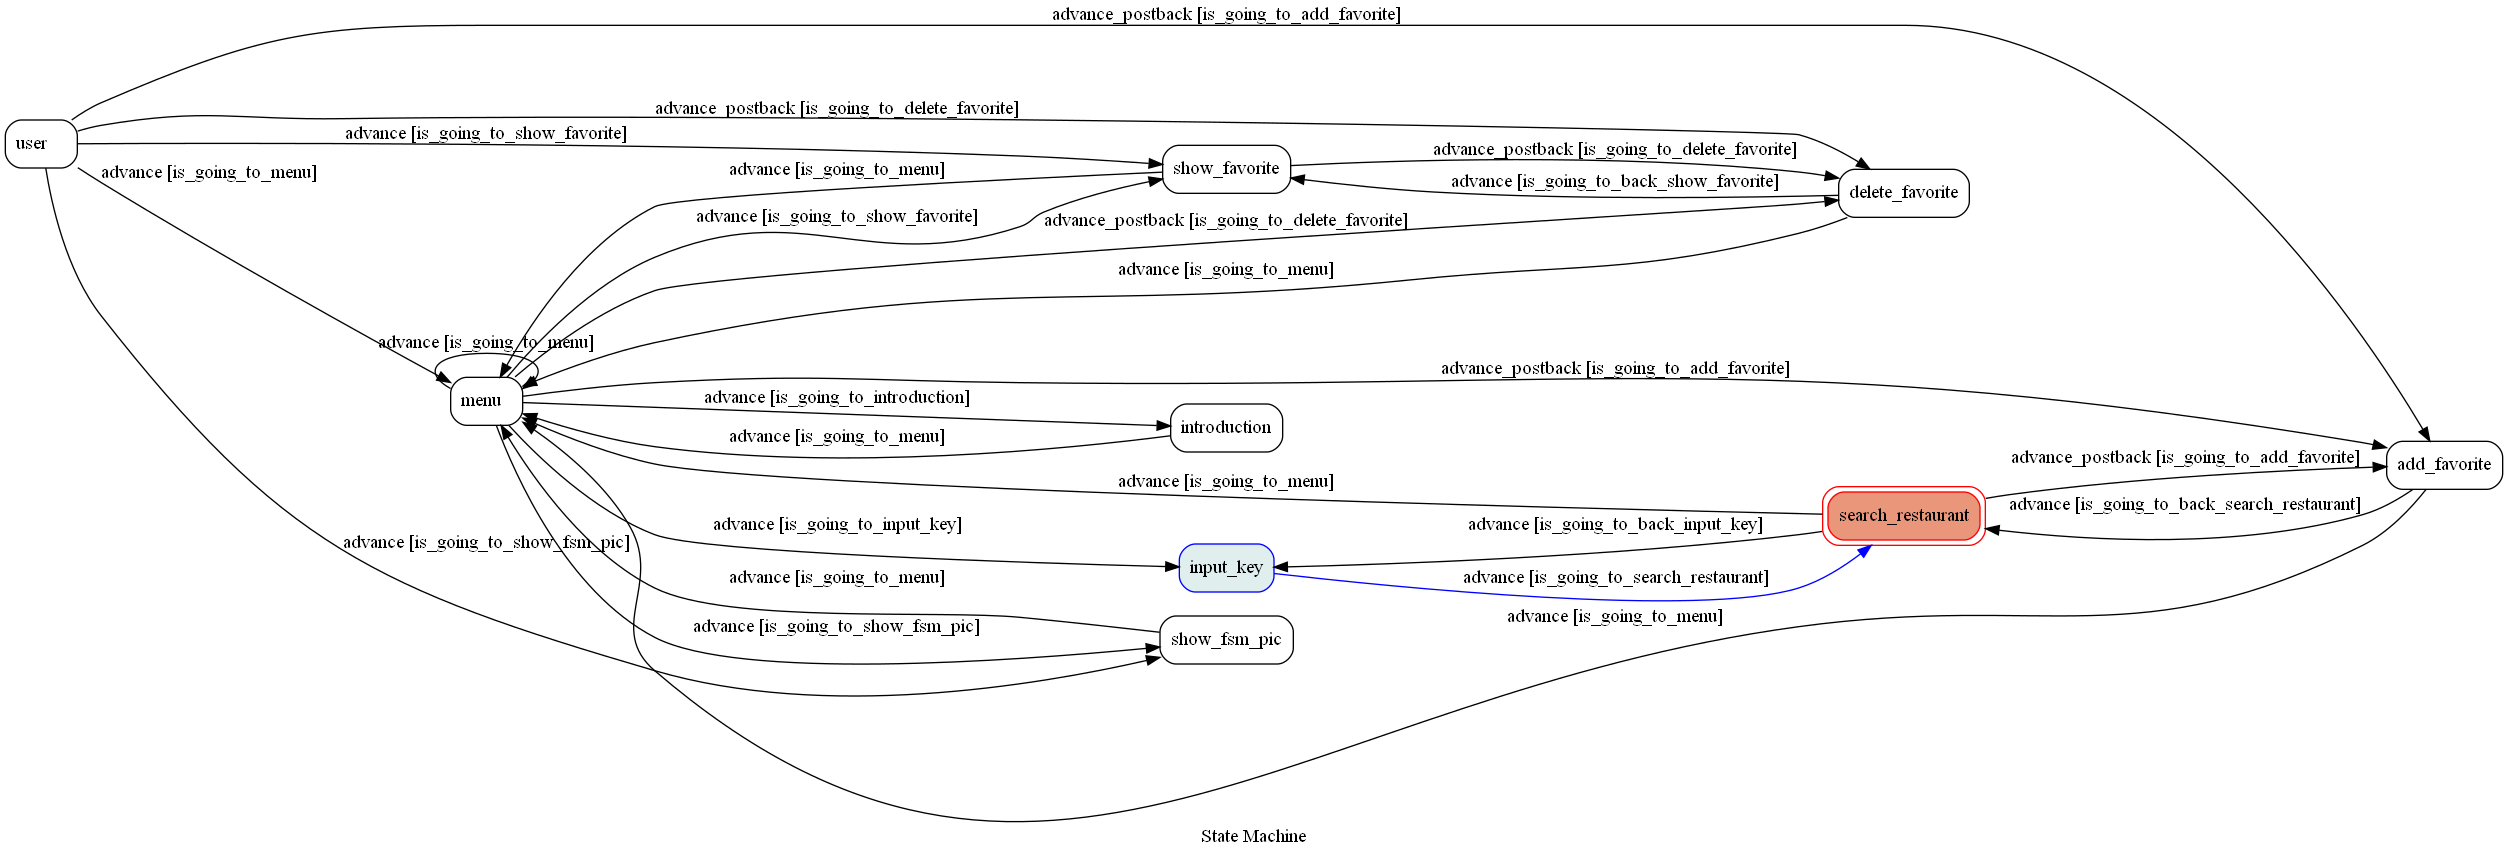 advance_postback [is_going_to_add_favorite]
advance_postback [is_going_to_delete_favorite]
advance [is_going_to_show_favorite]
user
advance [is_going_to_menu]
advance [is_going_to_menu]
show_favorite
advance_postback [is_going_to_delete_favorite]
advance [is_going_to_back_show_favorite]
delete_favorite
advance [is_going_to_show_favorite]
advance_postback [is_going_to_delete_favorite]
advance [is_going_to_menu]
advance [is_going_to_menu]
advance_postback [is_going_to_add_favorite]
menu
advance [is_going_to_introduction]
introduction
advance [is_going_to_menu]
advance_postback [is_going_to_add_favorite]
add_favorite
advance [is_going_to_menu]
advance [is_going_to_back_search_restaurant]
search_restaurant
advance [is_going_to_input_key]
advance [is_going_to_back_input_key]
advance [is_going_to_show_fsm_pic]
input_key
advance [is_going_to_menu]
advance [is_going_to_search_restaurant]
advance [is_going_to_menu]
advance [is_going_to_show_fsm_pic]
show_fsm_pic
State Machine